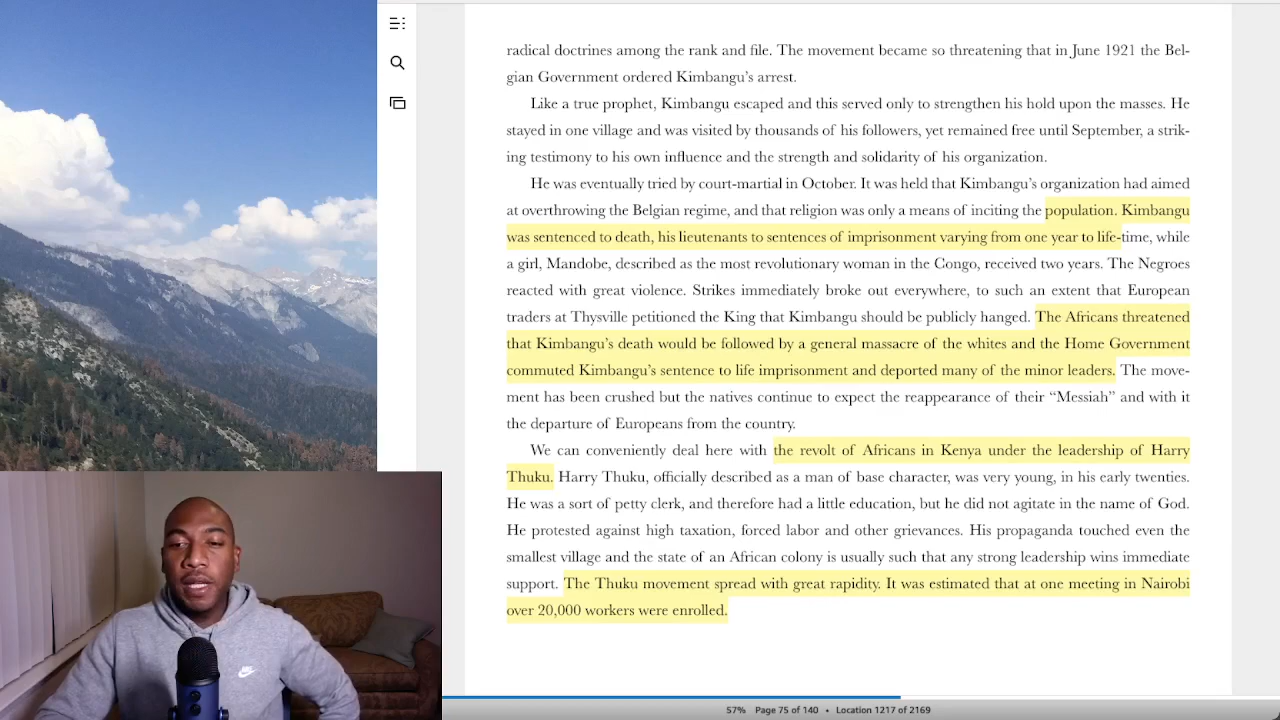 radical doctrines among the rank and file. The movement became so threatening that in June 1921 the Bel-
gian Government ordered Kimbangu’s arrest.
Like a true prophet, Kimbangu escaped and this served only to strengthen his hold upon the masses. He
stayed in one village and was visited by thousands of his followers, yet remained free until September, a strik-
ing testimony to his own influence and the strength and solidarity of his organization.
He was eventually tried by court-martial in October. It was held that Kimbangu’s organization had aimed
at overthrowing the Belgian regime, and that religion was only a means of inciting the population. Kimbangu
was sentenced to death, his lieutenants to sentences of imprisonment varying from one year to life-time, while
a girl, Mandobe, described as the most revolutionary woman in the Congo, received two years. The Negroes
reacted with great violence. Strikes immediately broke out everywhere, to such an extent that European
traders at Thysville petitioned the King that Kimbangu should be publicly hanged. The Africans threatened
that Kimbangu’s death would be followed by a general massacre of the whites and the Home Government
commuted Kimbangu’s sentence to life imprisonment and deported many of the minor leaders. The move-
ment has been crushed but the natives continue to expect the reappearance of their “Messiah” and with it
the departure of Europeans from the country.
We can conveniently deal here with the revolt of Africans in Kenya under the leadership of Harry
Thuku. Harry Thuku, officially described as a man of base character, was very young, in his early twenties.
He was a sort of petty clerk, and therefore had a little education, but he did not agitate in the name of God.
He protested against high taxation, forced labor and other grievances. His propaganda touched even the
smallest village and the state of an African colony is usually such that any strong leadership wins immediate
support. The Thuku movement spread with great rapidity. It was estimated that at one meeting in Nairobi
over 20,000 workers were enrolled.
57% Page 75 of 140 • Location 1217 of 2169